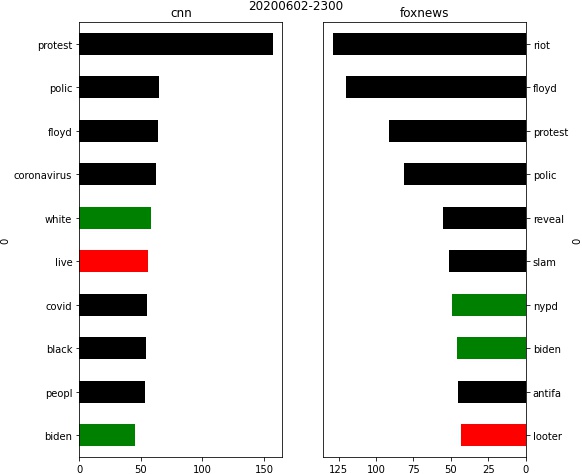 20200602-2300
cnn
foxnews
protest
polic
floyd
coronavirus
white
live
covid
black
peopl
biden
0
0 50 100 150
riot
floyd
protest
polic
reveal
slam
nypd
biden
antifa
looter
0
125 100 75 50 25 0